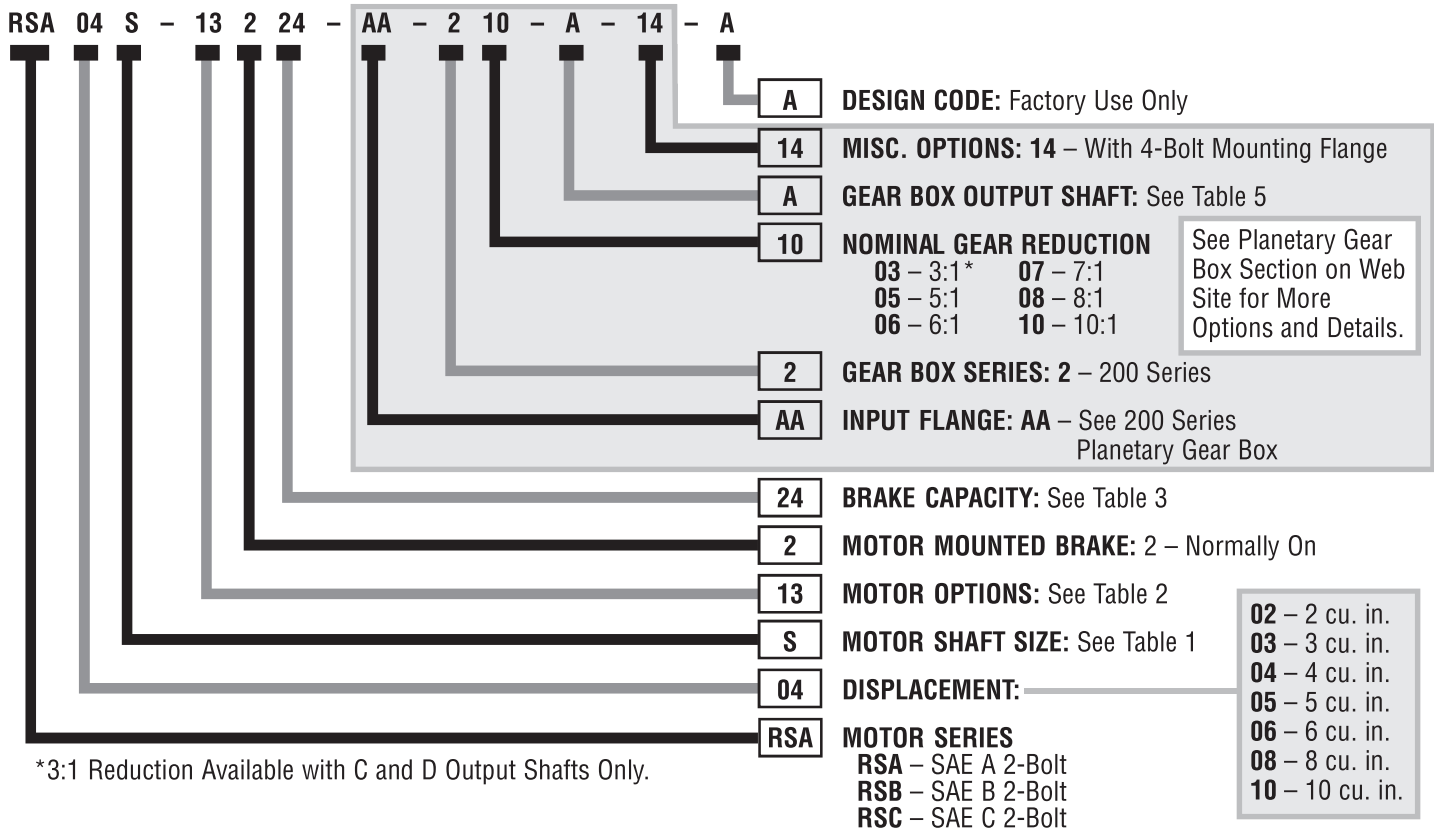 RSA 04 S – 13 2 24 – AA – 2 10 – A – 14 – A
A DESIGN CODE: Factory Use Only
14 MISC. OPTIONS: 14 – With 4-Bolt Mounting Flange
A GEAR BOX OUTPUT SHAFT: See Table 5
10 NOMINAL GEAR REDUCTION
03 – 3:1* 07 – 7:1
05 – 5:1 08 – 8:1
06 – 6:1 10 – 10:1
See Planetary Gear
Box Section on Web
Site for More
Options and Details.
2 GEAR BOX SERIES: 2 – 200 Series
AA INPUT FLANGE: AA – See 200 Series
Planetary Gear Box
24 BRAKE CAPACITY: See Table 3
2 MOTOR MOUNTED BRAKE: 2 – Normally On
13 MOTOR OPTIONS: See Table 2
S MOTOR SHAFT SIZE: See Table 1
04 DISPLACEMENT:
02 – 2 cu. in.
03 – 3 cu. in.
04 – 4 cu. in.
05 – 5 cu. in.
06 – 6 cu. in.
08 – 8 cu. in.
10 – 10 cu. in.
RSA MOTOR SERIES
RSA – SAE A 2-Bolt
RSB – SAE B 2-Bolt
RSC – SAE C 2-Bolt
*3:1 Reduction Available with C and D Output Shafts Only.